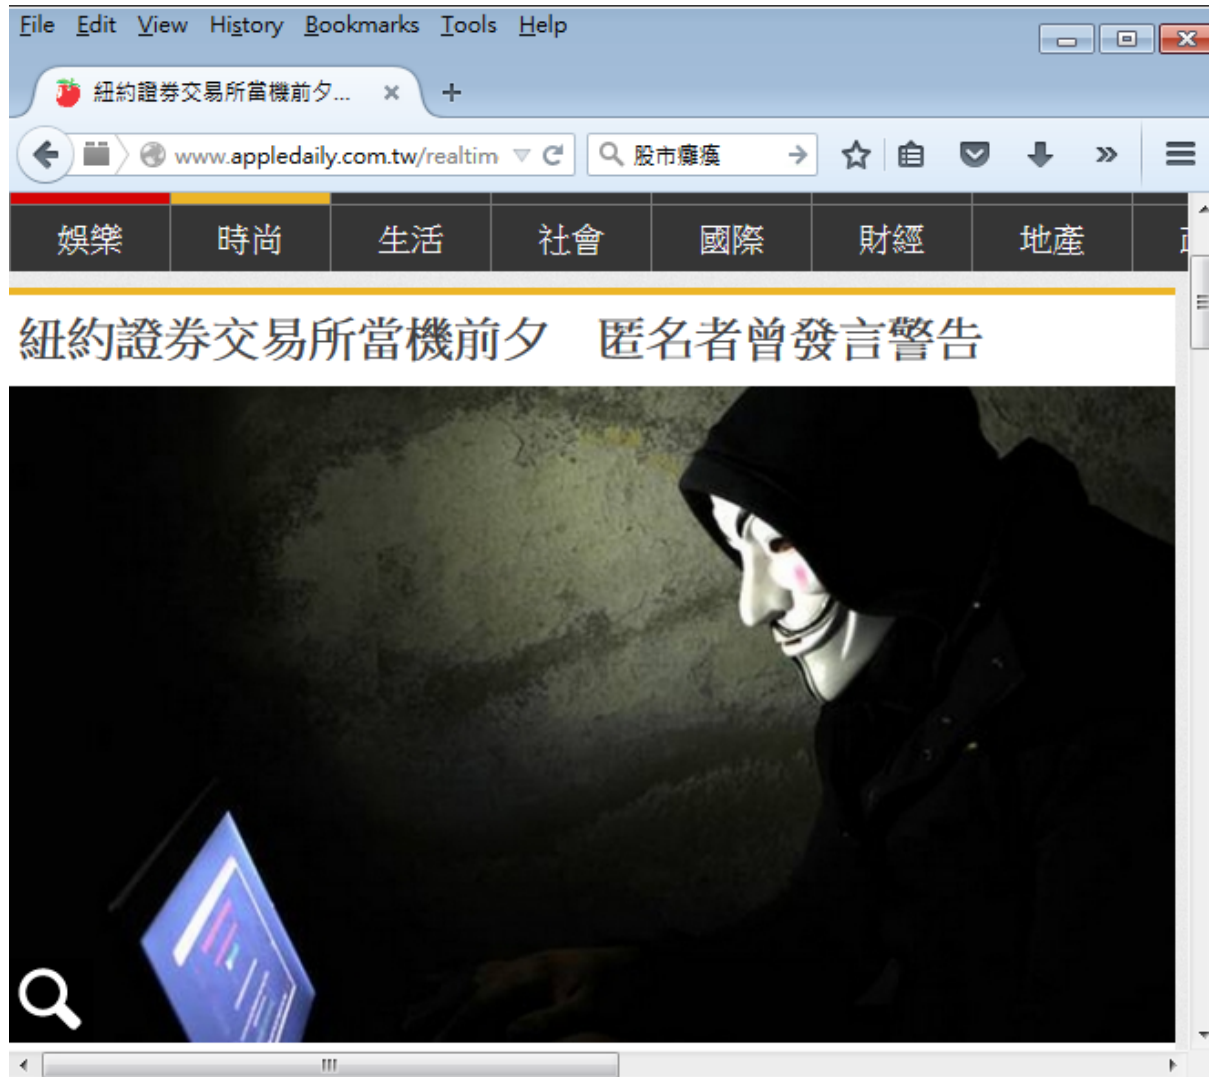 File Edit View History Bookmarks Tools Help
紐約證券交易所當機前夕...
www.appledaily.com.tw/realtim 股市癱瘓
娛樂 時尚 生活 社會 國際 財經 地產
紐約證券交易所當機前夕 匿名者曾發言警告